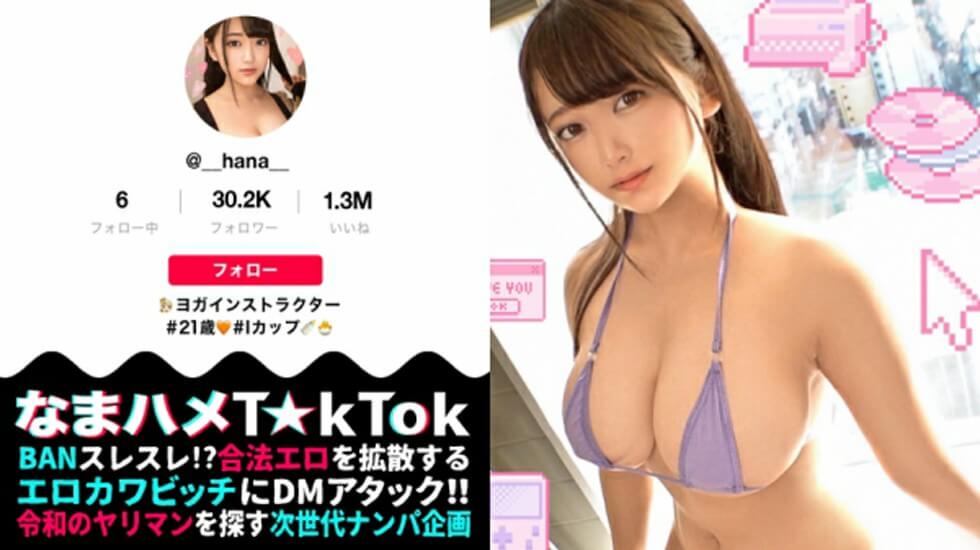 @__hana__
6
30.2K
1.3M
フォロー中
フォロワー
いいね
フォロー
ヨガインストラクター
#21歳🧡#Iカップ🍼🐣
なまハメT★kTok
BANスレスレ!?合法エロを拡散する
エロカワビッチにDMアタック!!
令和のヤリマンを探す次世代ナンパ企画
VE YOU
OK